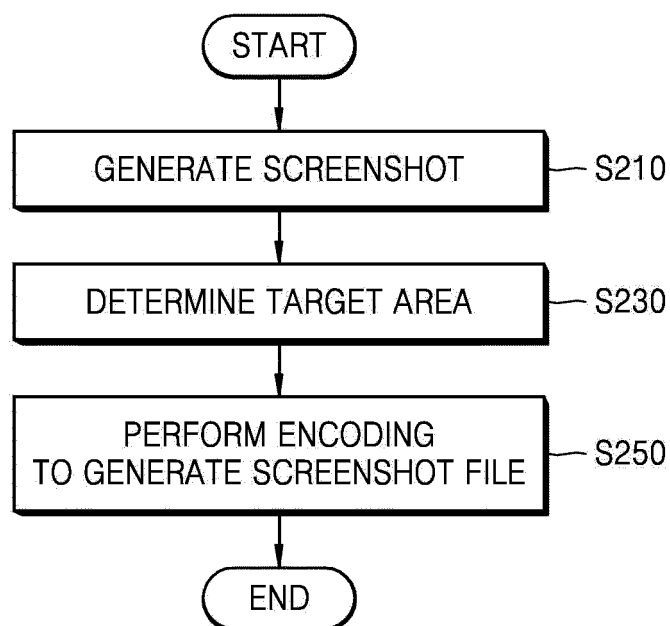 START
GENERATE SCREENSHOT
S210
DETERMINE TARGET AREA
S230
PERFORM ENCODING
TO GENERATE SCREENSHOT FILE
S250
END